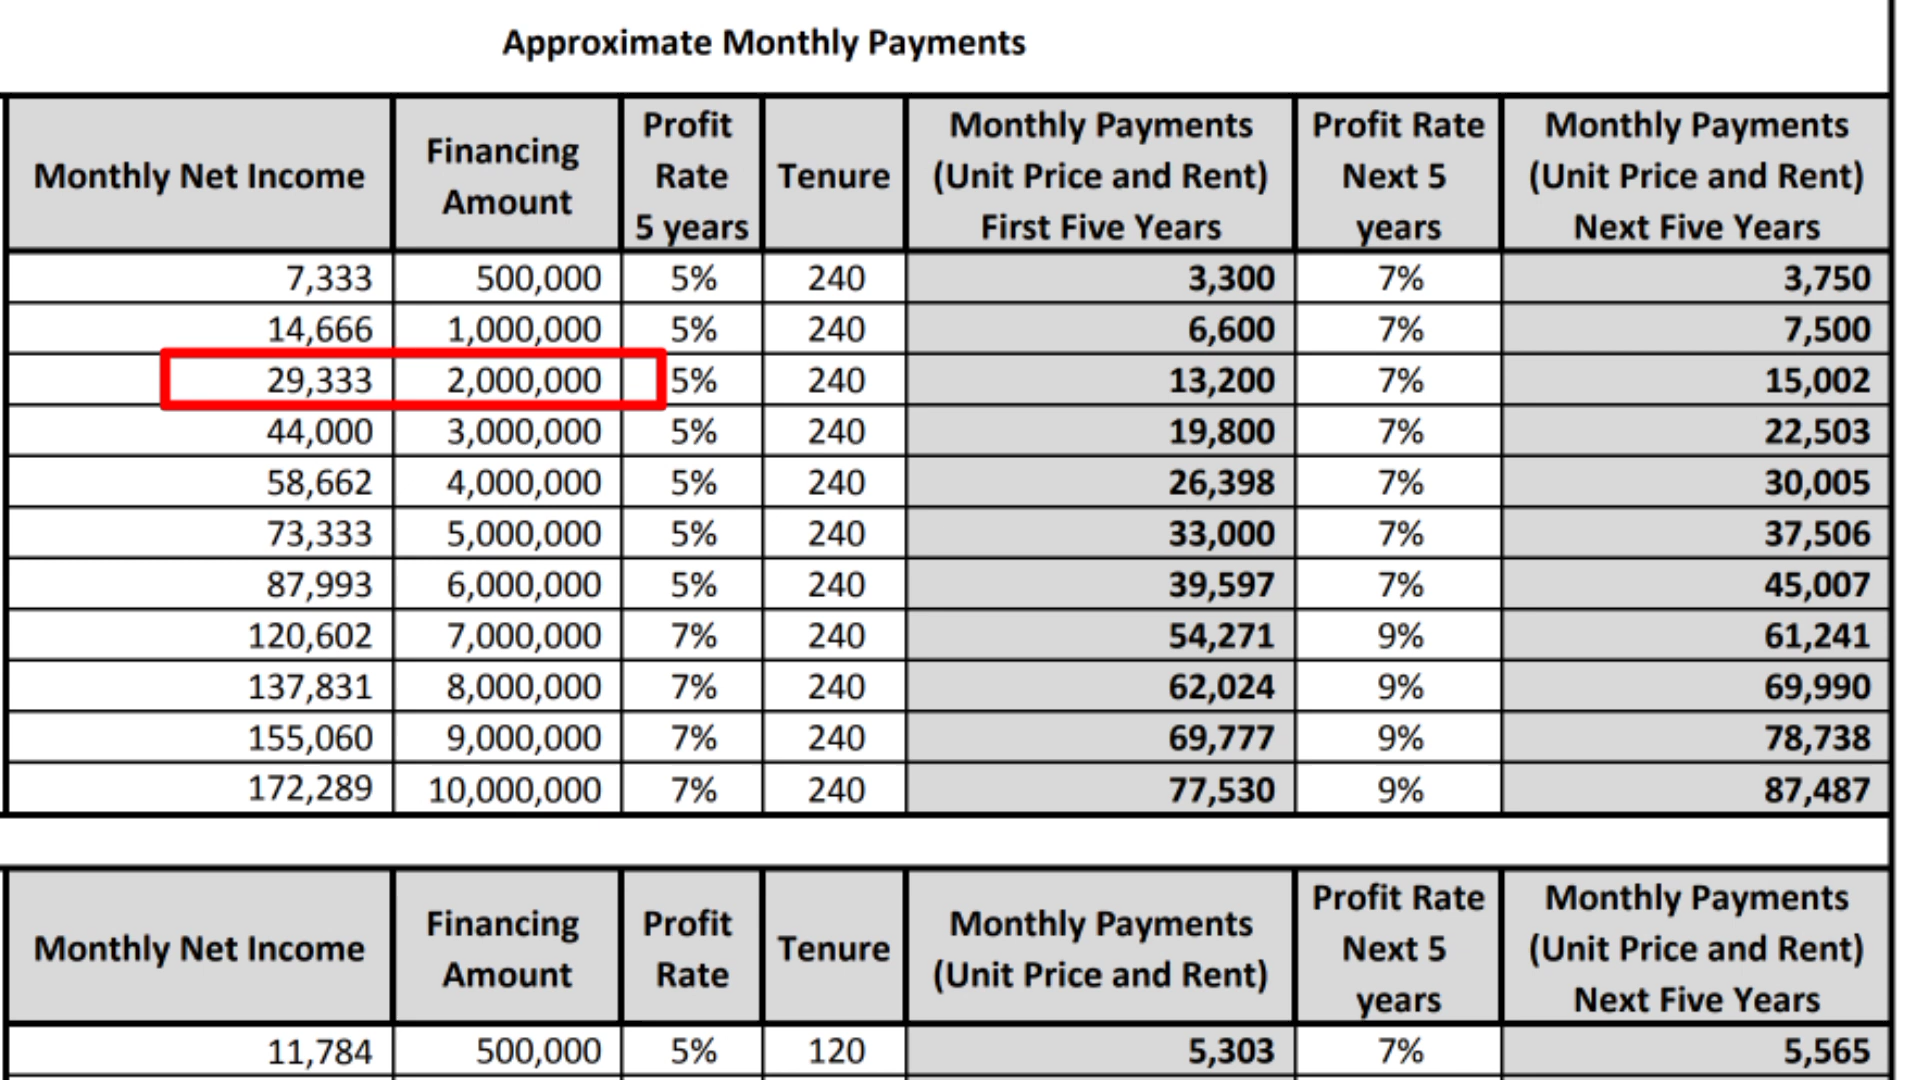 Approximate Monthly Payments
Monthly Net Income Financing Amount Profit Rate 5 years Tenure Monthly Payments (Unit Price and Rent) First Five Years Profit Rate Next 5 years Monthly Payments (Unit Price and Rent) Next Five Years
7,333 500,000 5% 240 3,300 7% 3,750
14,666 1,000,000 5% 240 6,600 7% 7,500
29,333 2,000,000 5% 240 13,200 7% 15,002
44,000 3,000,000 5% 240 19,800 7% 22,503
58,662 4,000,000 5% 240 26,398 7% 30,005
73,333 5,000,000 5% 240 33,000 7% 37,506
87,993 6,000,000 5% 240 39,597 7% 45,007
120,602 7,000,000 7% 240 54,271 9% 61,241
137,831 8,000,000 7% 240 62,024 9% 69,990
155,060 9,000,000 7% 240 69,777 9% 78,738
172,289 10,000,000 7% 240 77,530 9% 87,487
Monthly Net Income Financing Amount Profit Rate Tenure Monthly Payments (Unit Price and Rent) Profit Rate Next 5 years Monthly Payments (Unit Price and Rent) Next Five Years
11,784 500,000 5% 120 5,303 7% 5,565